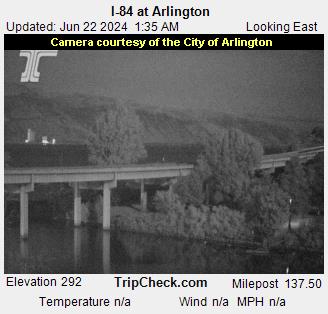 I-84 at Arlington
Updated: Jun 22 2024 1:35 AM Looking East
Camera courtesy of the City of Arlington
Elevation 292 TripCheck.com Milepost 137.50
Temperature n/a Wind n/a MPH n/a